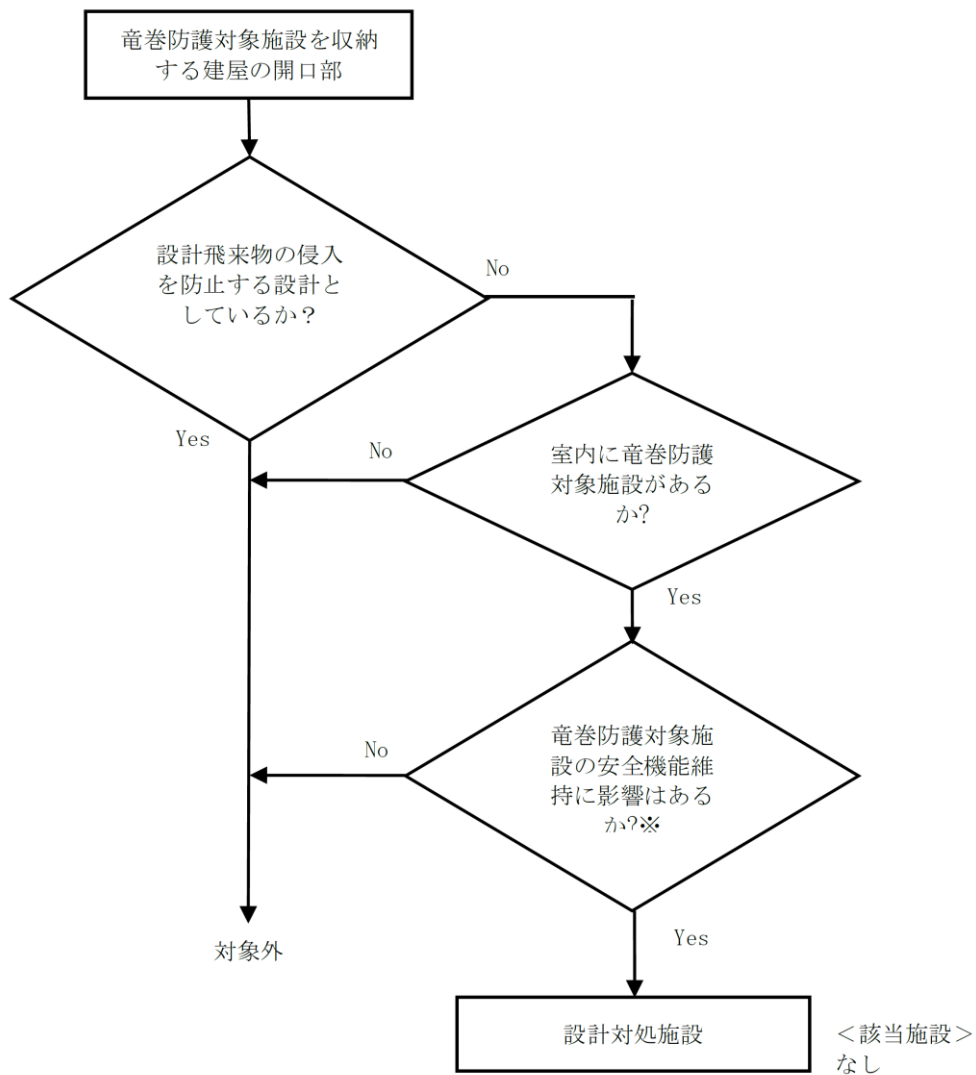 竜巻防護対象施設を収納
する建屋の開口部
設計飛来物の侵入
を防止する設計と
しているか？
No
Yes
No
室内に竜巻防護
対象施設がある
か?
Yes
No
竜巻防護対象施
設の安全機能維
持に影響はある
か?※
対象外
Yes
設計対処施設
＜該当施設＞
なし